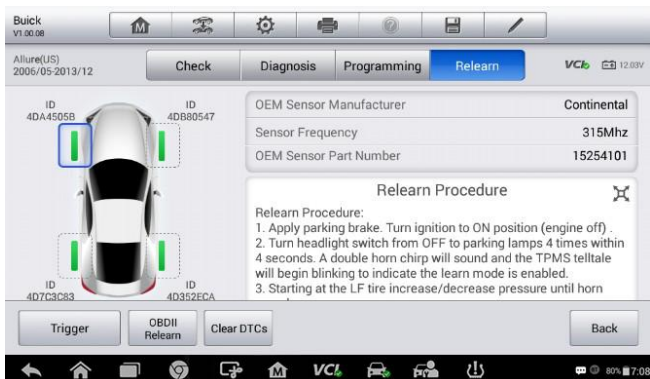 Buick
V1.00.08
M
Allure(US)
2006/05-2013/12
Check
Diagnosis
Programming
Relearn
VCI
12.03V
ID
4DA4505B
ID
4DB80547
ID
4D7C3C83
ID
4D352ECA
OEM Sensor Manufacturer Continental
Sensor Frequency 315Mhz
OEM Sensor Part Number 15254101
Relearn Procedure
Relearn Procedure:
1. Apply parking brake. Turn ignition to ON position (engine off) .
2. Turn headlight switch from OFF to parking lamps 4 times within
4 seconds. A double horn chirp will sound and the TPMS telltale
will begin blinking to indicate the learn mode is enabled.
3. Starting at the LF tire increase/decrease pressure until horn
Trigger
OBDII
Relearn
Clear DTCs
Back
M
VCI
80% 7:08